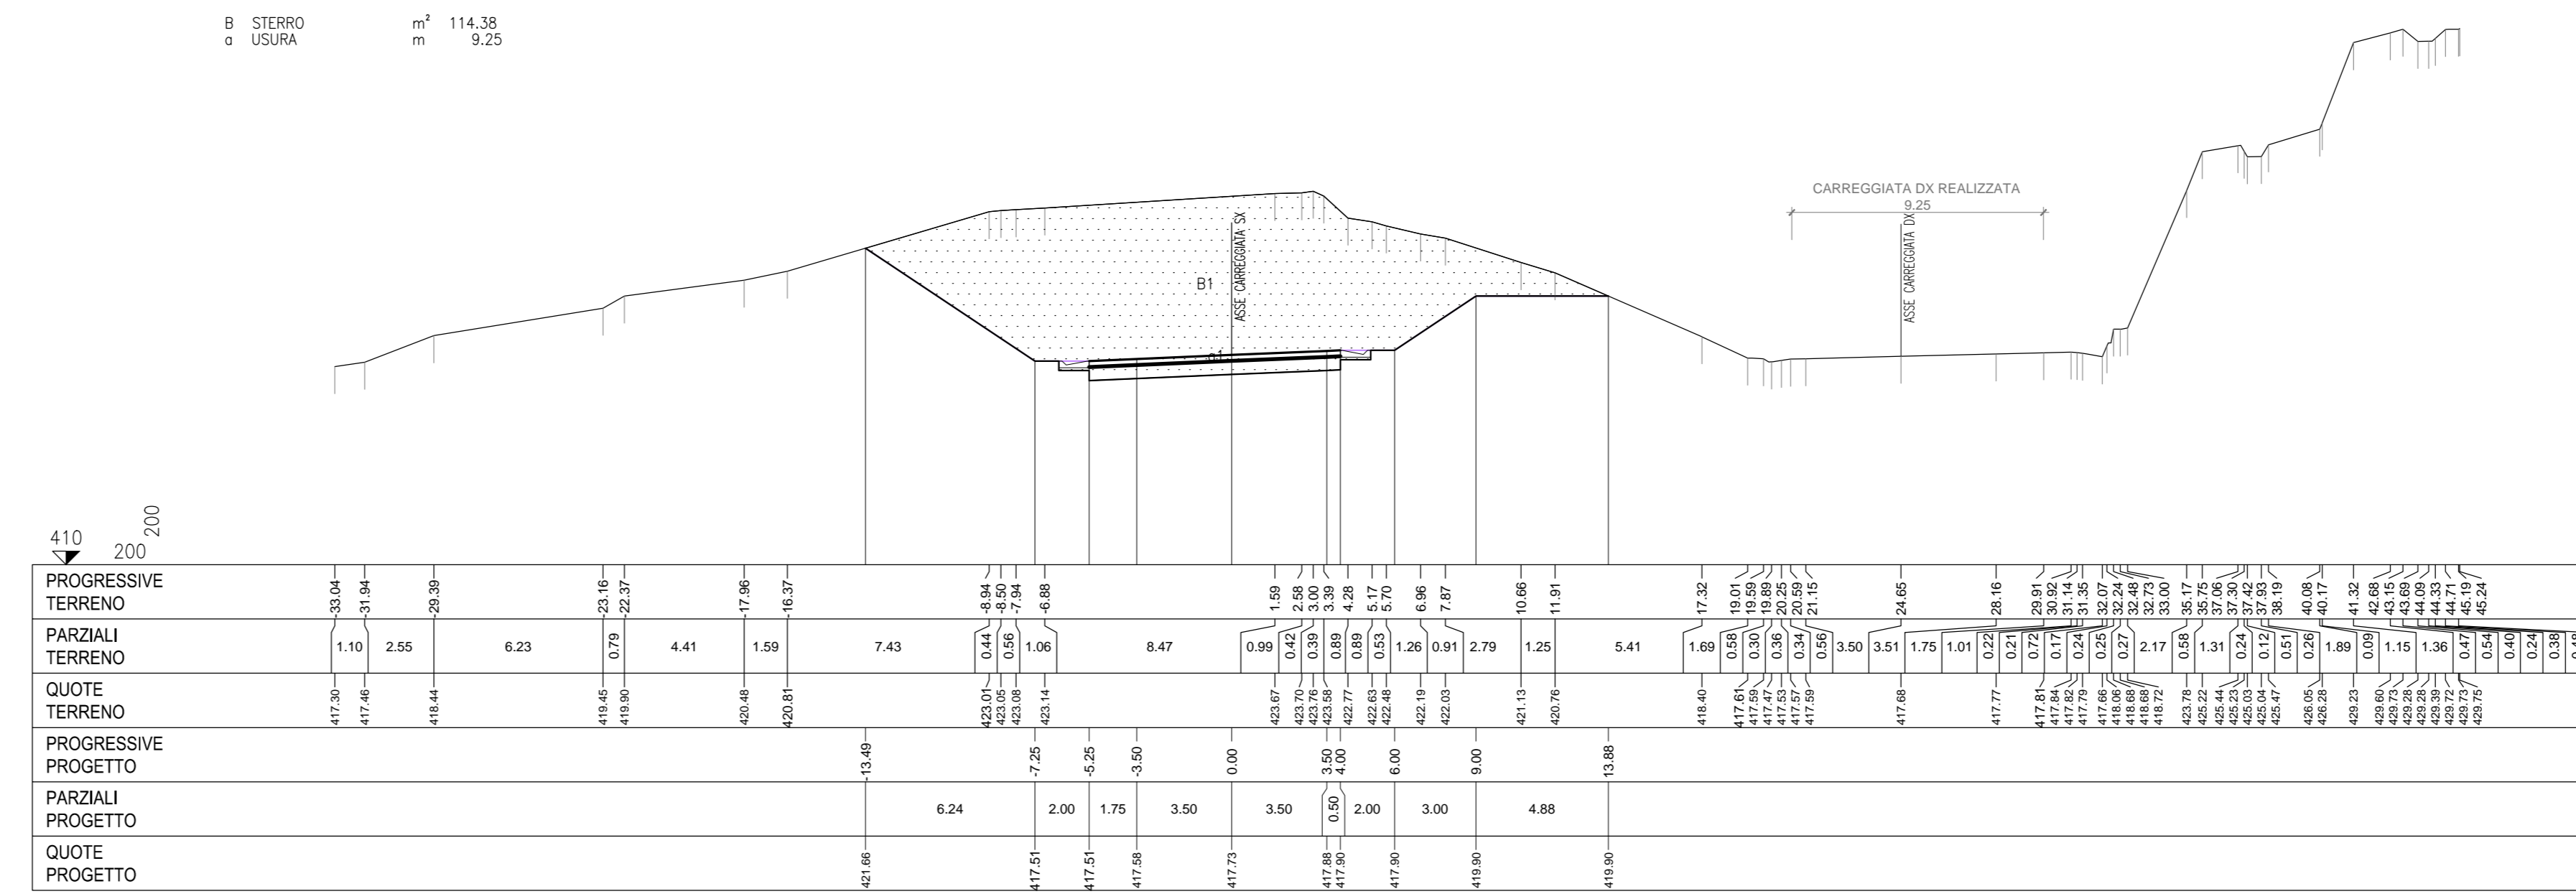 B STERRO m² 114.38
a USURA m 9.25
CARREGGIATA DX REALIZZATA
9.25
ASSE CARREGGIATA SX
ASSE CARREGGIATA DX
B1
a1
410
200
200
PROGRESSIVE TERRENO
-33.04 -31.94 -29.39 -23.16 -22.37 -17.96 -16.37 -8.94 -8.50 -7.94 -6.88 1.59 2.58 3.00 3.39 4.28 5.17 5.70 6.96 7.87 10.66 11.91 17.32 19.01 19.59 19.89 20.25 20.59 21.15 24.65 28.16 29.91 30.92 31.14 31.35 32.07 32.24 32.48 32.73 33.00 35.17 35.75 37.06 37.30 37.42 37.93 38.19 40.08 40.17 41.32 42.68 43.15 43.69 44.09 44.33 44.71 45.19 45.24
PARZIALI TERRENO
1.10 2.55 6.23 0.79 4.41 1.59 7.43 0.44 0.56 1.06 8.47 0.99 0.42 0.39 0.89 0.89 0.53 1.26 0.91 2.79 1.25 5.41 1.69 0.58 0.30 0.36 0.34 0.56 3.50 3.51 1.75 1.01 0.22 0.21 0.72 0.17 0.24 0.25 0.27 2.17 0.58 1.31 0.24 0.12 0.51 0.26 1.89 0.09 1.15 1.36 0.47 0.54 0.40 0.24 0.38
QUOTE TERRENO
417.30 417.46 418.44 419.45 419.90 420.48 420.81 423.01 423.05 423.08 423.14 423.67 423.70 423.76 423.58 422.77 422.63 422.48 422.19 422.03 421.13 420.76 418.40 417.61 417.59 417.47 417.53 417.57 417.59 417.68 417.77 417.81 417.84 417.82 417.79 417.66 418.06 418.68 418.68 418.72 423.78 425.22 425.44 425.23 425.03 425.04 425.47 426.05 426.28 429.23 429.60 429.73 429.28 429.28 429.39 429.72 429.73 429.75
PROGRESSIVE PROGETTO
-13.49 -7.25 -5.25 -3.50 0.00 3.50 4.00 6.00 9.00 13.88
PARZIALI PROGETTO
6.24 2.00 1.75 3.50 3.50 0.50 2.00 3.00 4.88
QUOTE PROGETTO
421.66 417.51 417.51 417.58 417.73 417.88 417.90 417.90 419.90 419.90